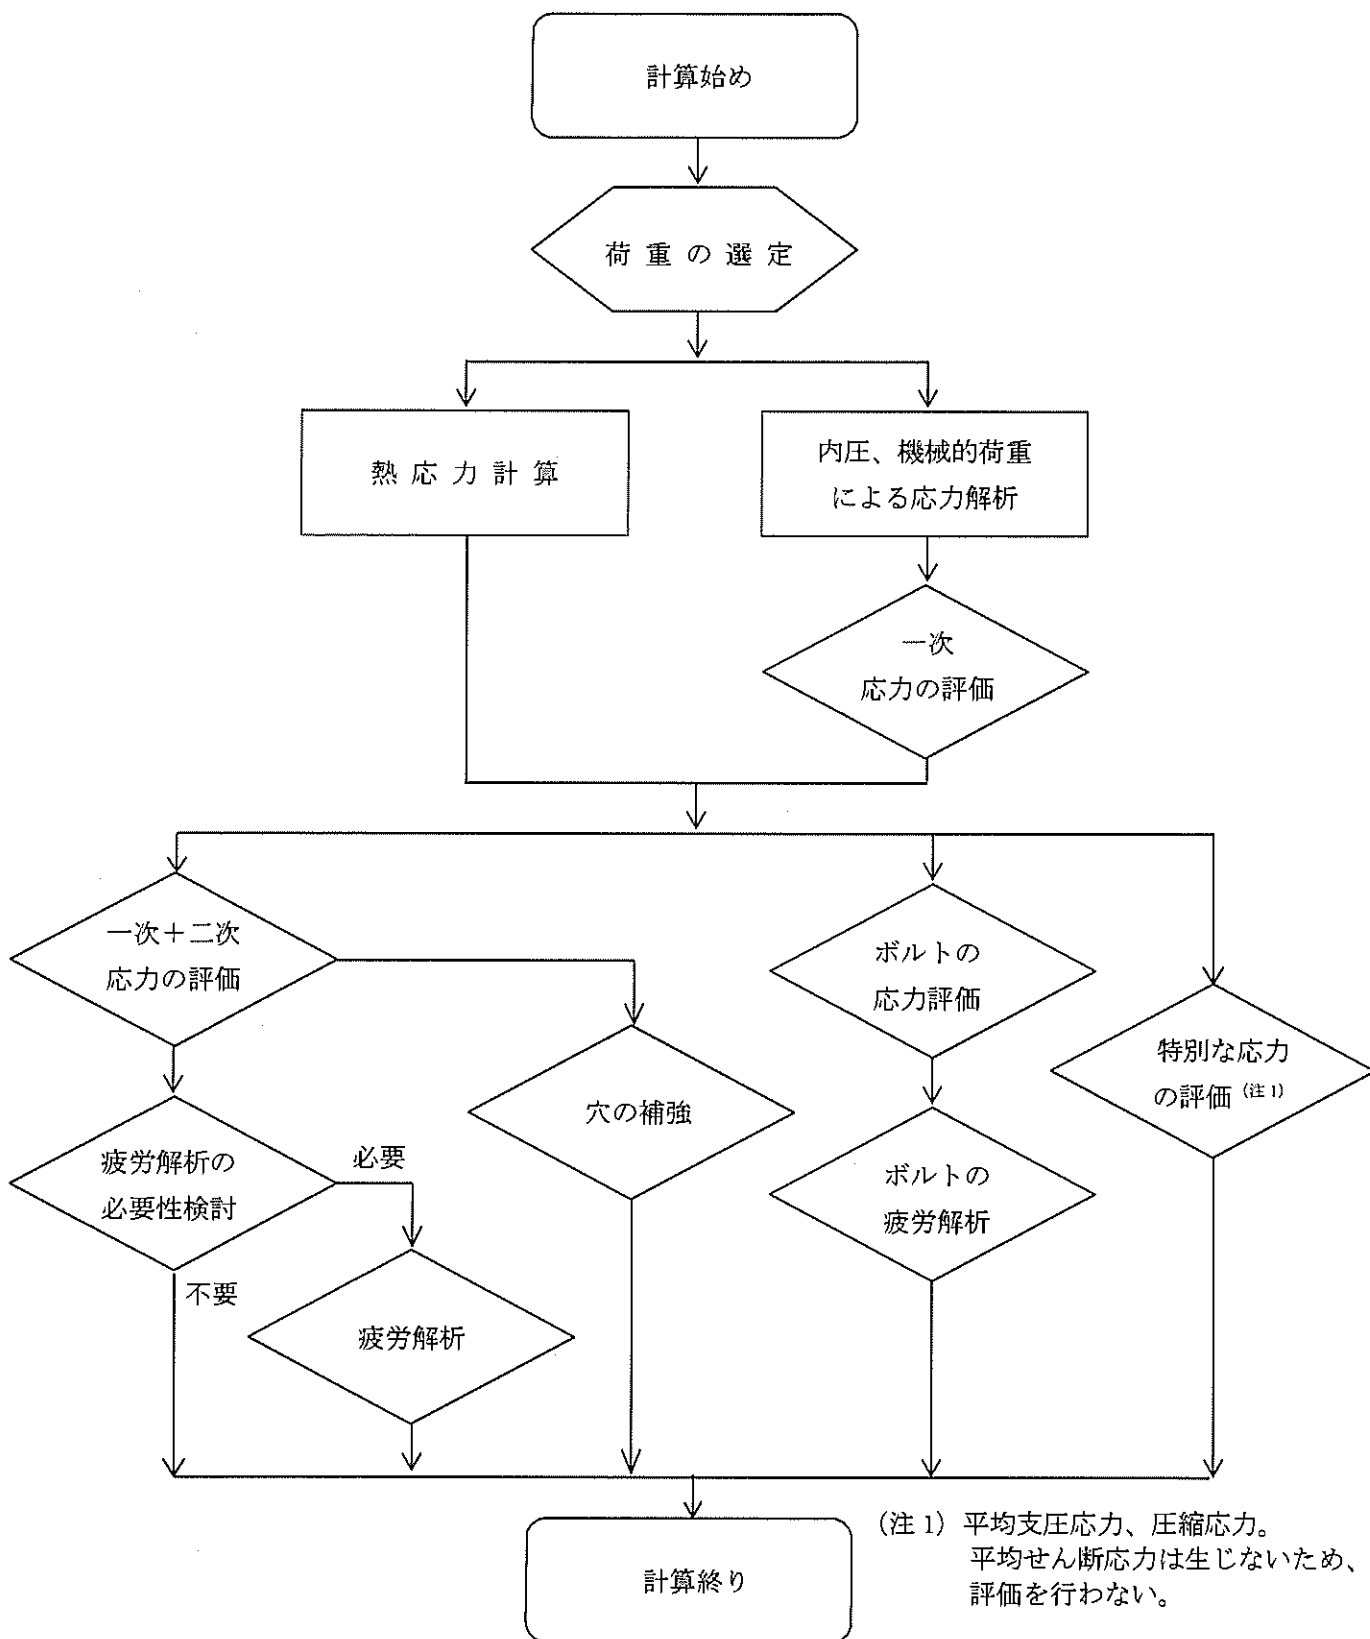 計算始め
荷重の選定
熱応力計算
内圧、機械的荷重
による応力解析
一次
応力の評価
一次＋二次
応力の評価
ボルトの
応力評価
特別な応力
の評価 (注1)
穴の補強
疲労解析の
必要性検討
必要
ボルトの
疲労解析
不要
疲労解析
計算終り
(注1) 平均支圧応力、圧縮応力。
平均せん断応力は生じないため、
評価を行わない。